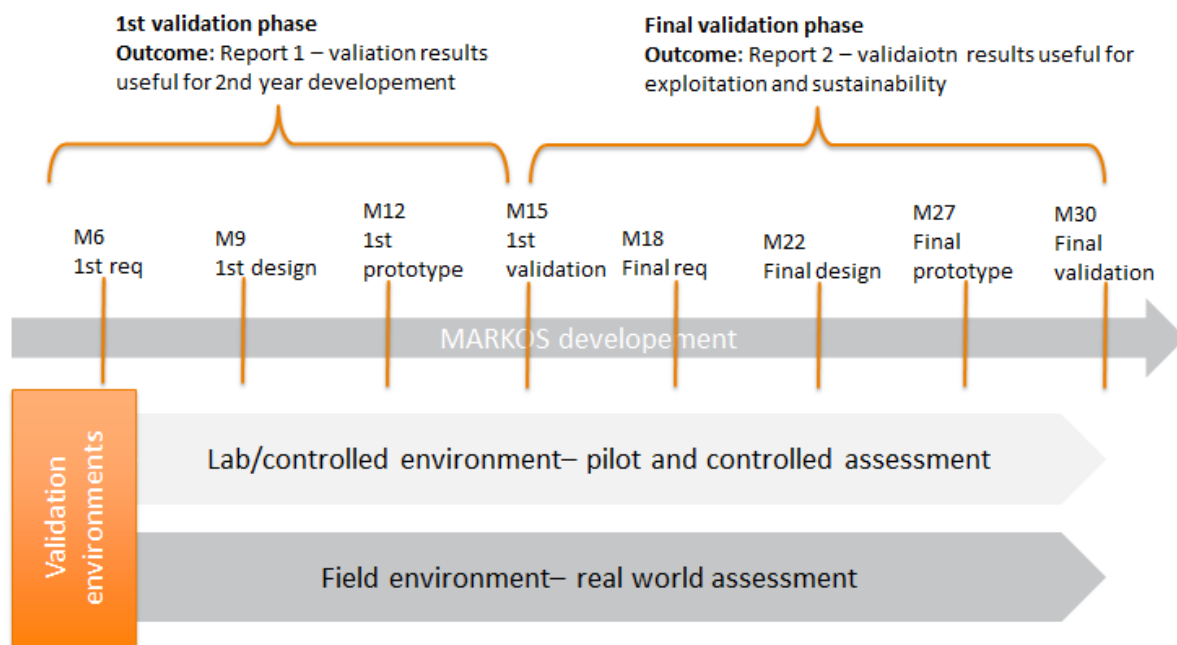 1st validation phase
Outcome: Report 1 – valiation results
useful for 2nd year developement
Final validation phase
Outcome: Report 2 – validaiotn results useful for
exploitation and sustainability
M6
1st req
M9
1st design
M12
1st
prototype
M15
1st
validation
M18
Final req
M22
Final design
M27
Final
prototype
M30
Final
validation
MARKOS developement
Validation
environments
Lab/controlled environment– pilot and controlled assessment
Field environment– real world assessment